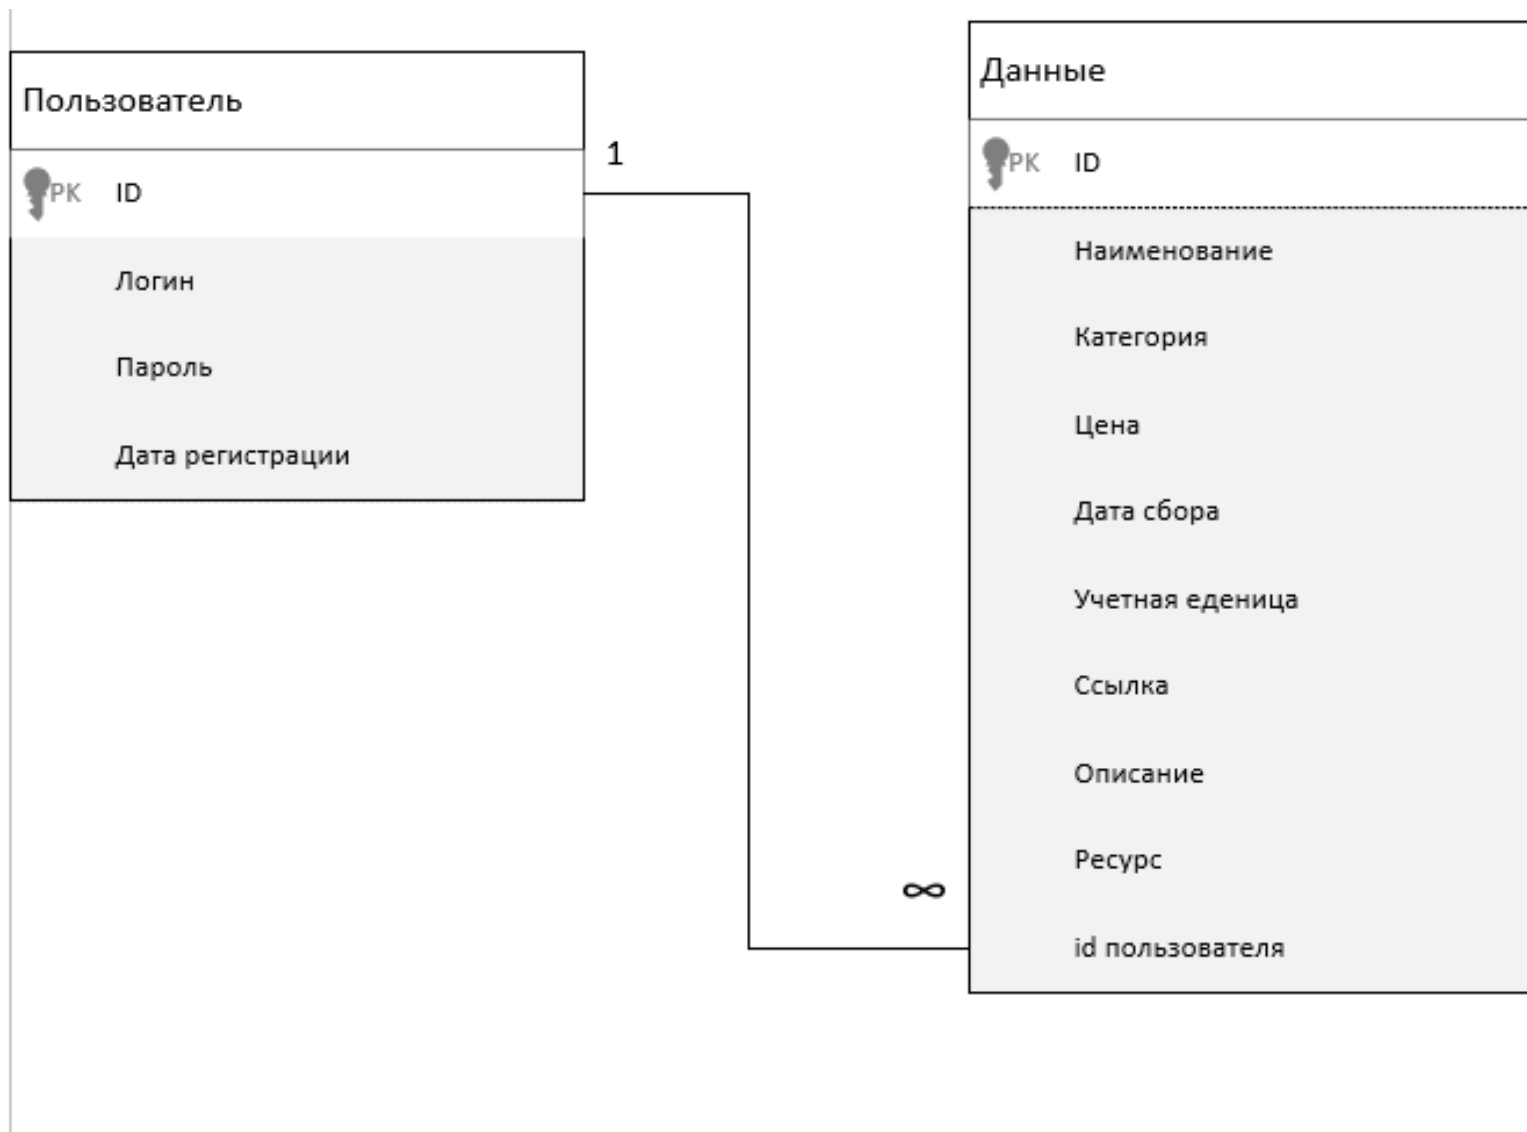 Пользователь
PK ID
Логин
Пароль
Дата регистрации
1
∞
Данные
PK ID
Наименование
Категория
Цена
Дата сбора
Учетная еденица
Ссылка
Описание
Ресурс
id пользователя